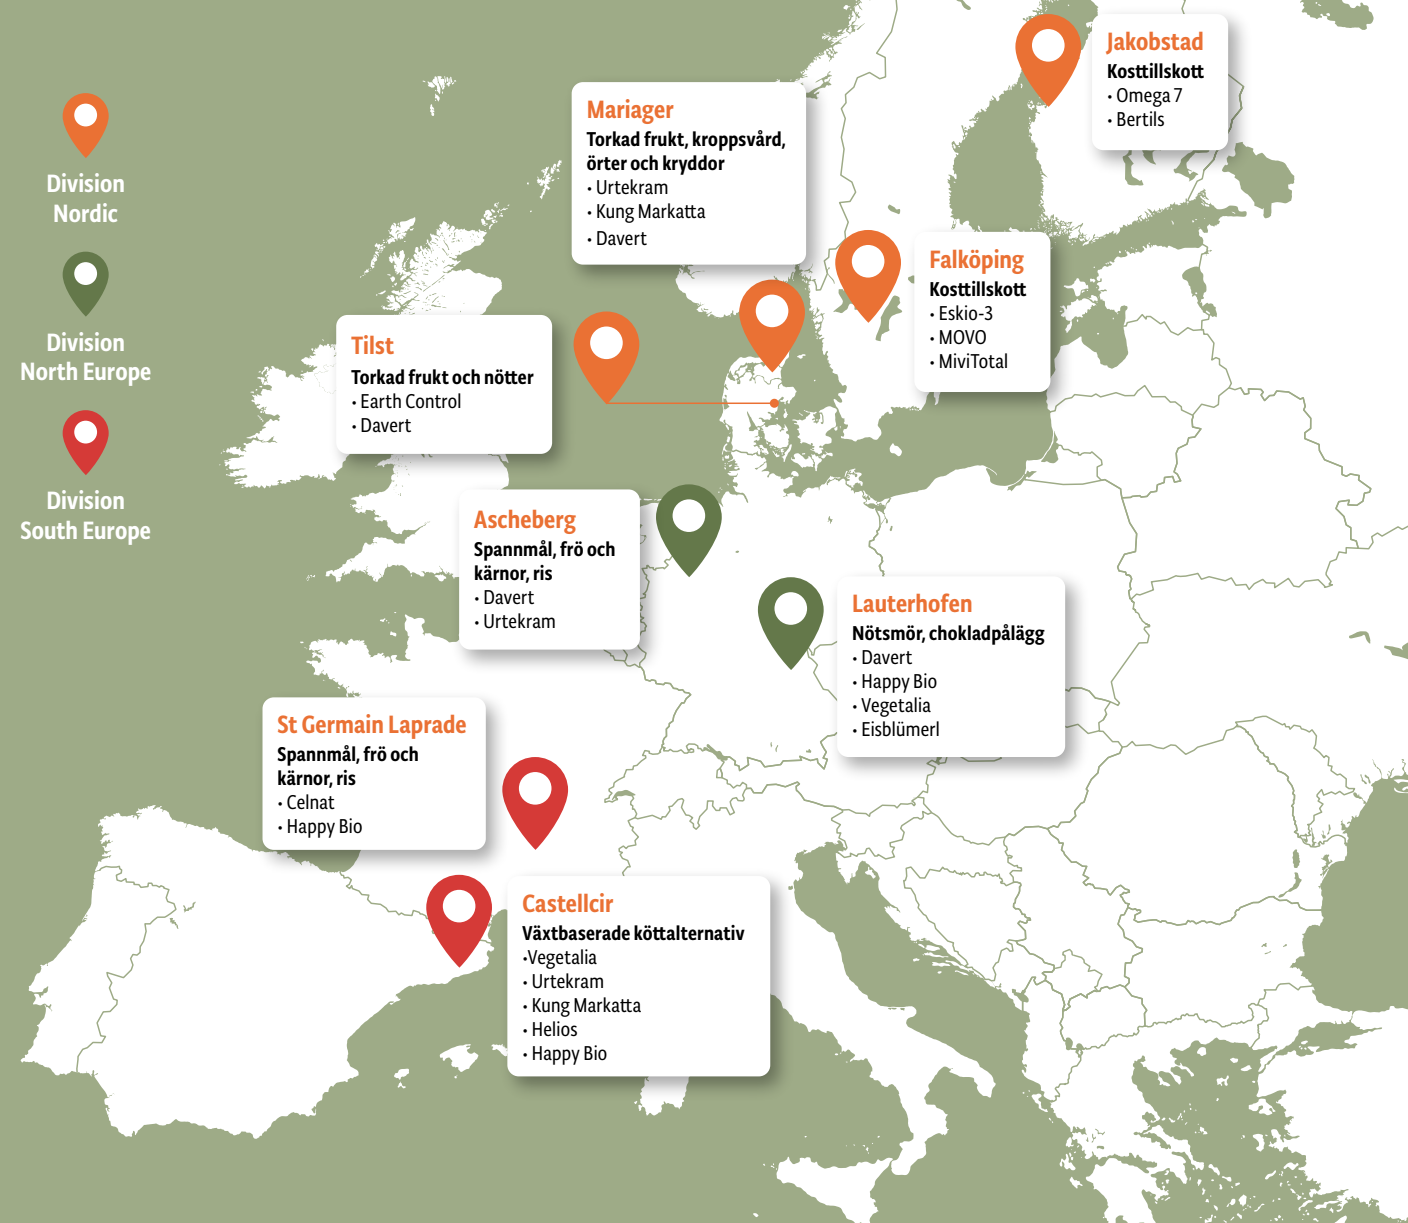 Division
Nordic
Division
North Europe
Division
South Europe
Jakobstad
Kosttillskott
• Omega 7
• Bertils
Mariager
Torkad frukt, kroppsvård,
örter och kryddor
• Urtekram
• Kung Markatta
• Davert
Falköping
Kosttillskott
• Eskio-3
• MOVO
• MiviTotal
Tilst
Torkad frukt och nötter
• Earth Control
• Davert
Ascheberg
Spannmål, frö och
kärnor, ris
• Davert
• Urtekram
Lauterhofen
Nötsmör, chokladpålägg
• Davert
• Happy Bio
• Vegetalia
• Eisblümerl
St Germain Laprade
Spannmål, frö och
kärnor, ris
• Celnat
• Happy Bio
Castellcir
Växtbaserade köttalternativ
•Vegetalia
• Urtekram
• Kung Markatta
• Helios
• Happy Bio